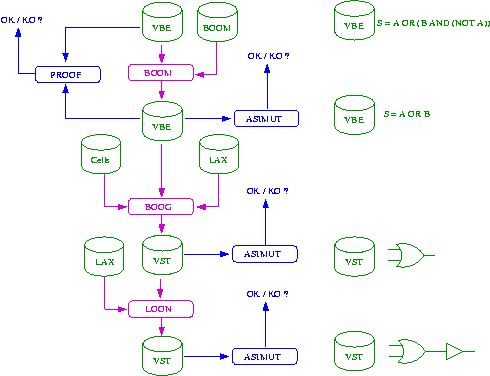 OK / KO ?
VBE
BOOM
VBE
S = A OR ( B AND ( NOT A ) )
PROOF
BOOM
OK / KO ?
VBE
ASIMUT
VBE
S = A OR B
Cells
LAX
OK / KO ?
BOOG
LAX
VST
ASIMUT
VST
OK / KO ?
LOON
VST
ASIMUT
VST